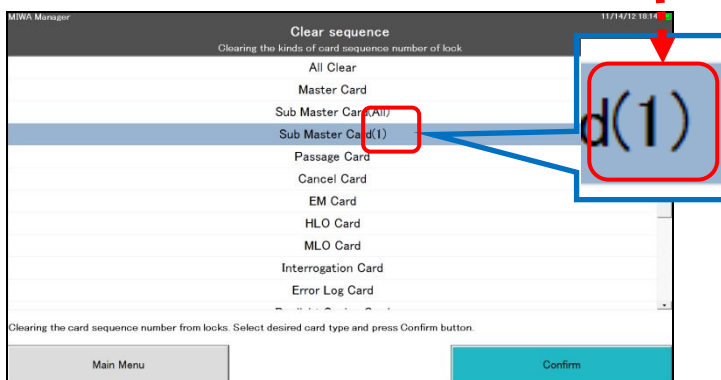 MIWA Manager
11/14/12 18:14
Clear sequence
Clearing the kinds of card sequence number of lock
All Clear
Master Card
Sub Master Card(All)
Sub Master Card(1)
d(1)
Passage Card
Cancel Card
EM Card
HLO Card
MLO Card
Interrogation Card
Error Log Card
Clearing the card sequence number from locks. Select desired card type and press Confirm button.
Main Menu
Confirm